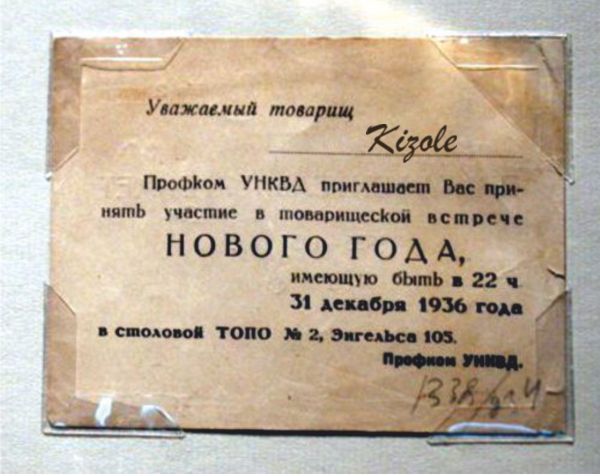 Уважаемый товарищ
Kizole
Профком УНКВД приглашает Вас при-
нять участие в товарищеской встрече
НОВОГО ГОДА,
имеющую быть в 22 ч.
31 декабря 1936 года
в столовой ТОПО № 2, Энгельса 105.
Профком УНКВД.